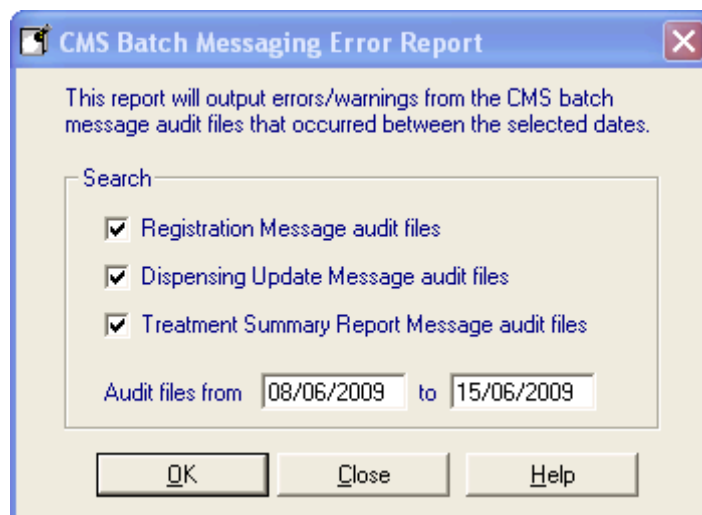 CMS Batch Messaging Error Report
This report will output errors/warnings from the CMS batch
message audit files that occurred between the selected dates.
Search
Registration Message audit files
Dispensing Update Message audit files
Treatment Summary Report Message audit files
Audit files from 08/06/2009 to 15/06/2009
OK Close Help